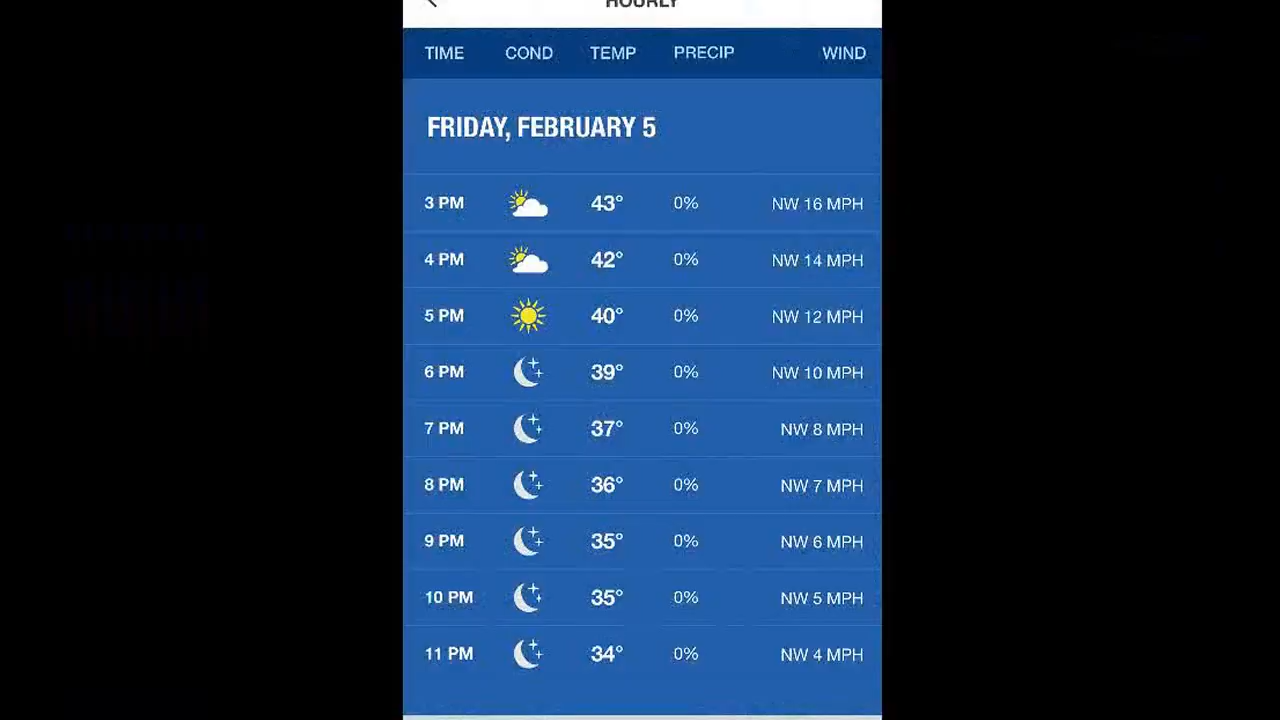 HOURLY
TIME COND TEMP PRECIP WIND
FRIDAY, FEBRUARY 5
3 PM 43° 0% NW 16 MPH
4 PM 42° 0% NW 14 MPH
5 PM 40° 0% NW 12 MPH
6 PM 39° 0% NW 10 MPH
7 PM 37° 0% NW 8 MPH
8 PM 36° 0% NW 7 MPH
9 PM 35° 0% NW 6 MPH
10 PM 35° 0% NW 5 MPH
11 PM 34° 0% NW 4 MPH